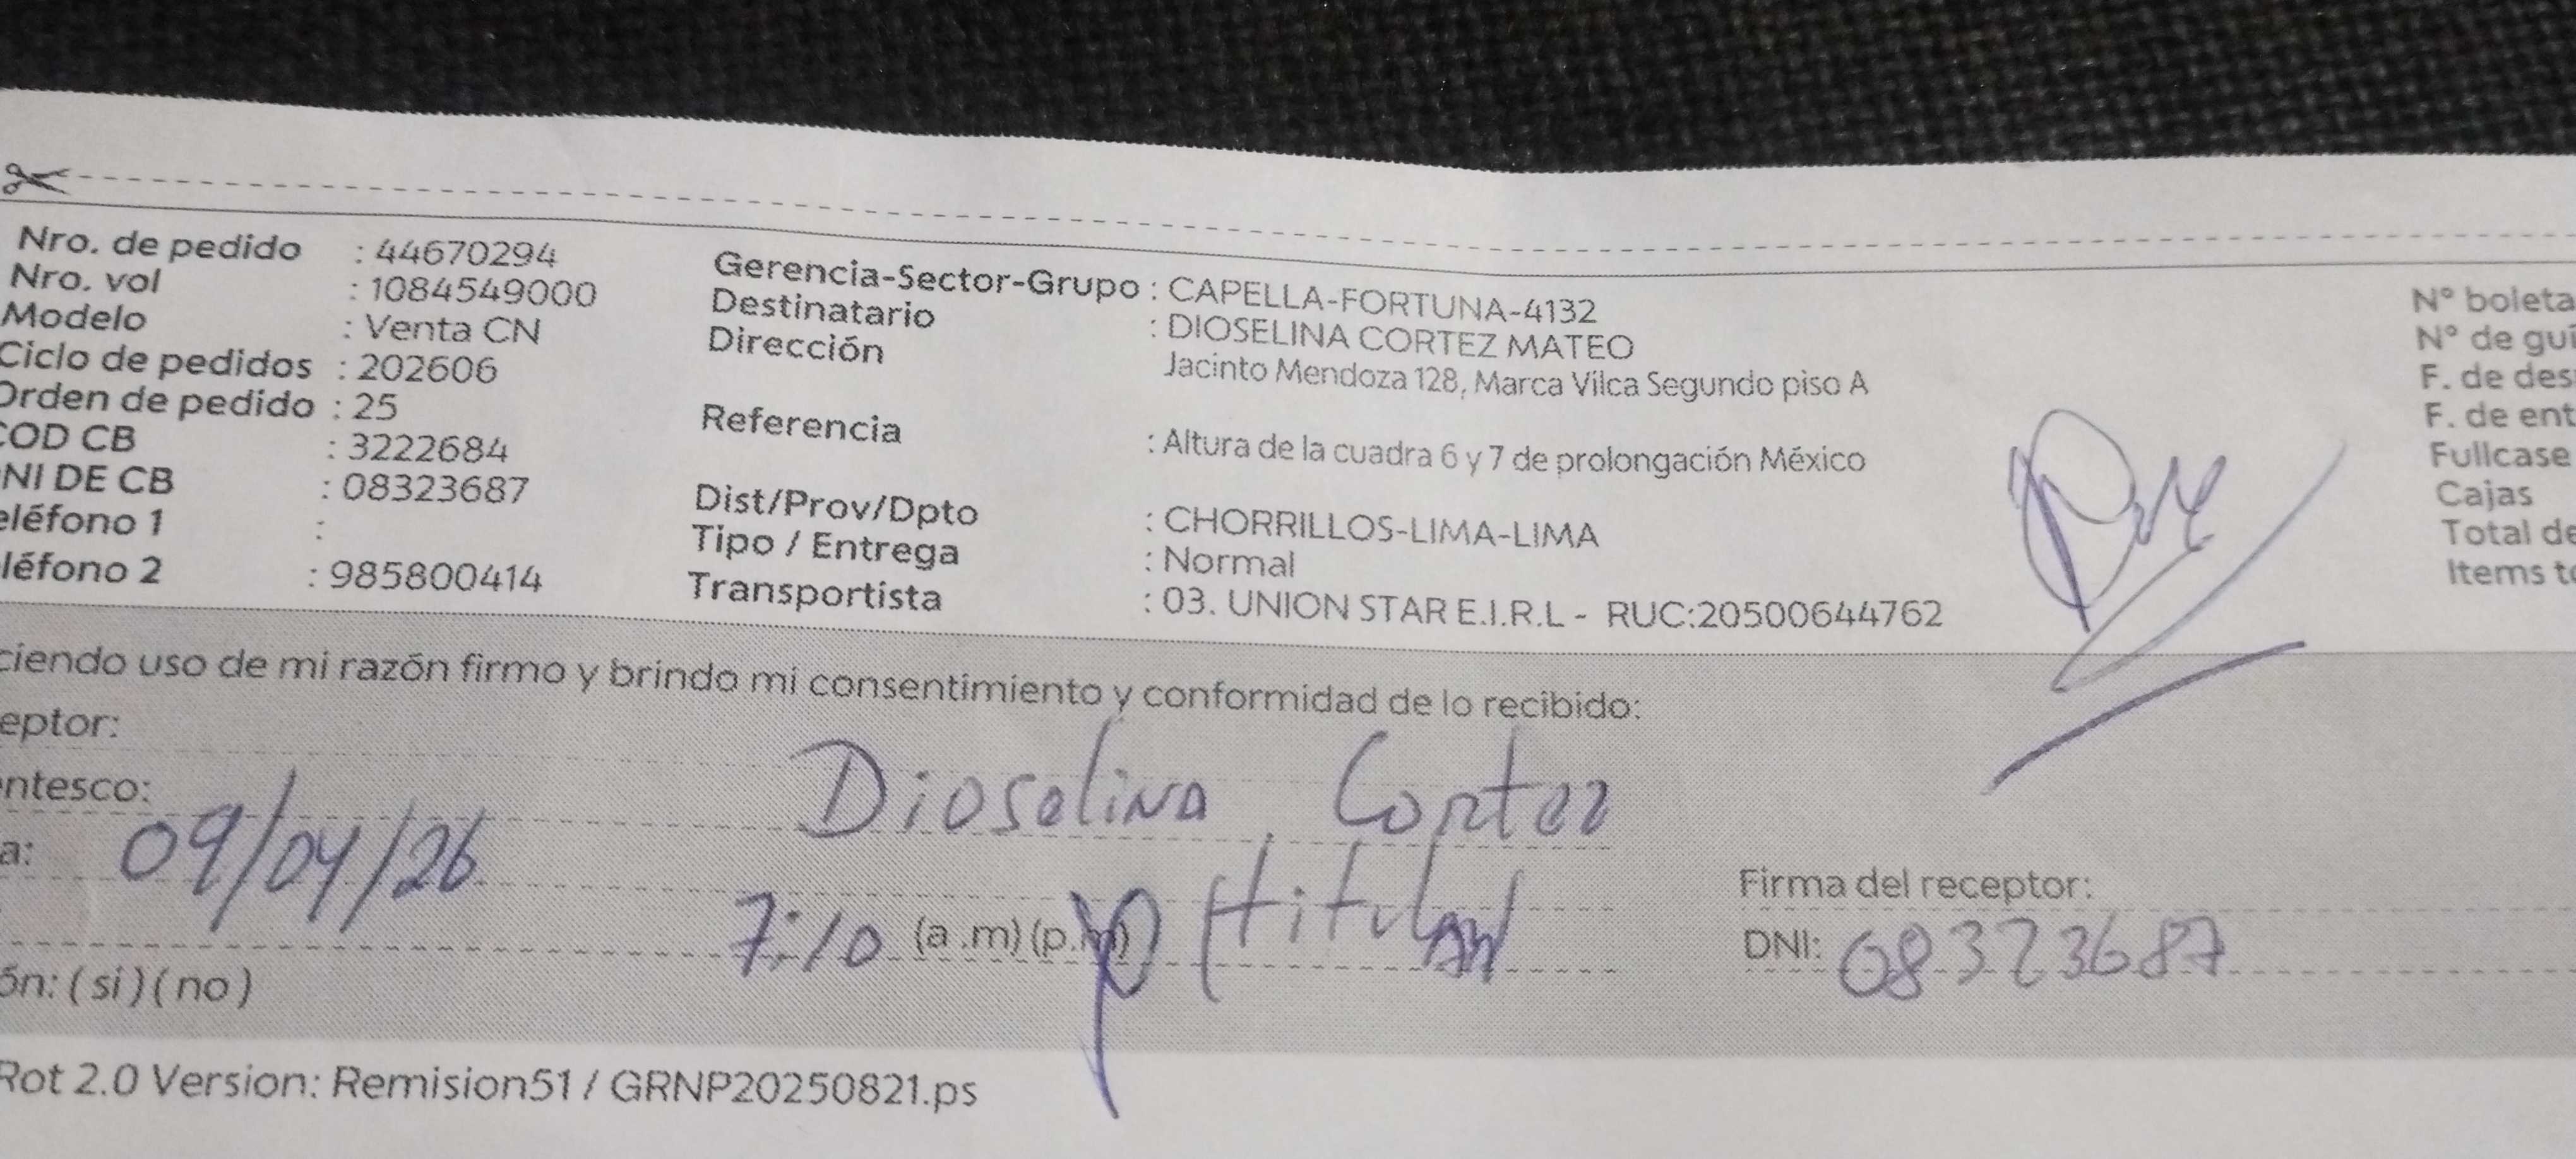 Nro. de pedido : 44670294
Nro. vol : 1084549000
Modelo : Venta CN
Ciclo de pedidos : 202606
Orden de pedido : 25
COD CB : 3222684
NI DE CB : 08323687
eléfono 1 :
léfono 2 : 985800414
Gerencia-Sector-Grupo : CAPELLA-FORTUNA-4132
Destinatario : DIOSELINA CORTEZ MATEO
Dirección Jacinto Mendoza 128, Marca Vilca Segundo piso A
Referencia : Altura de la cuadra 6 y 7 de prolongación México
Dist/Prov/Dpto : CHORRILLOS-LIMA-LIMA
Tipo / Entrega : Normal
Transportista : 03. UNION STAR E.I.R.L - RUC:20500644762
N° boleta
N° de guí
F. de des
F. de ent
Fullcase
Cajas
Total de
Items to
ciendo uso de mi razón firmo y brindo mi consentimiento y conformidad de lo recibido:
eptor: Dioselina Cortez
entesco: titular
a: 09/04/26
7:10 (a.m) (p.m)
Firma del receptor:
DNI: 08323687
ón: ( si ) ( no )
Rot 2.0 Version: Remision51 / GRNP20250821.ps